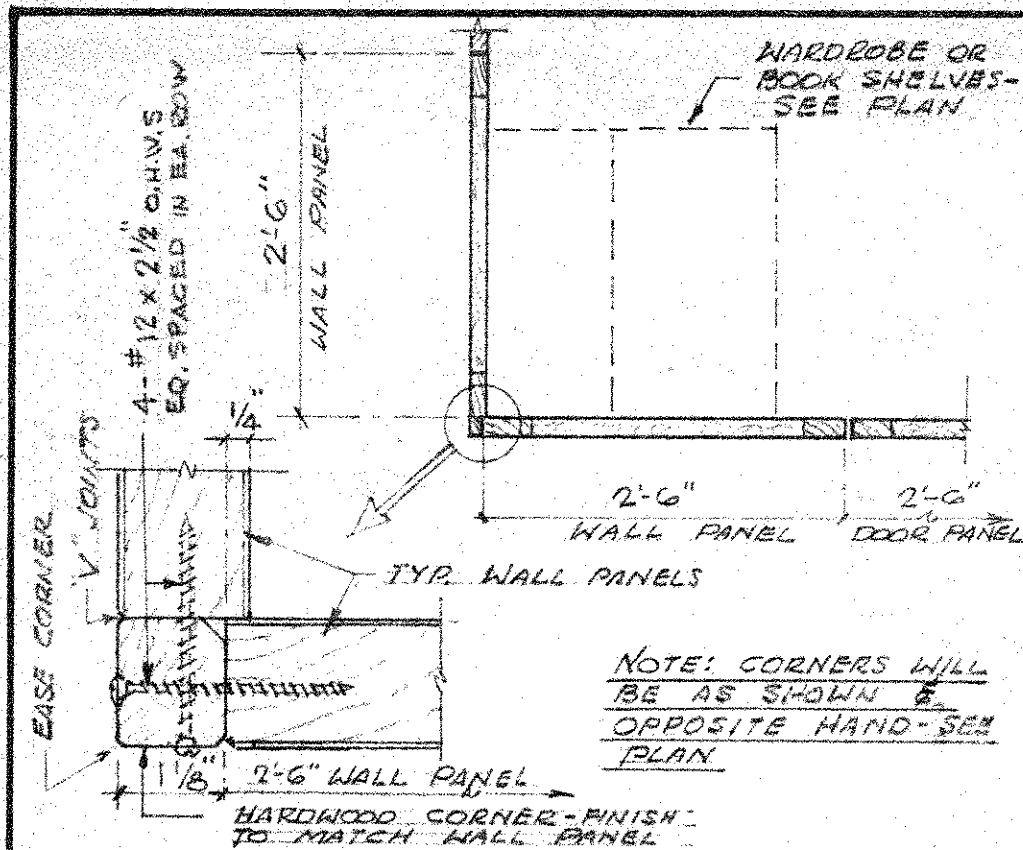 WARDROBE OR
BOOK SHELVES-
SEE PLAN
4-#12 x 2½" O.H.W.S
EQ. SPACED IN EA. ROW
2'-6"
WALL PANEL
¼"
2'-6"
WALL PANEL
2'-6"
DOOR PANEL
EASE CORNER
"V" JOINTS
TYP. WALL PANELS
NOTE: CORNERS WILL
BE AS SHOWN &
OPPOSITE HAND-SEE
PLAN
1⅛"
2'-6" WALL PANEL
HARDWOOD CORNER-FINISH
TO MATCH WALL PANEL